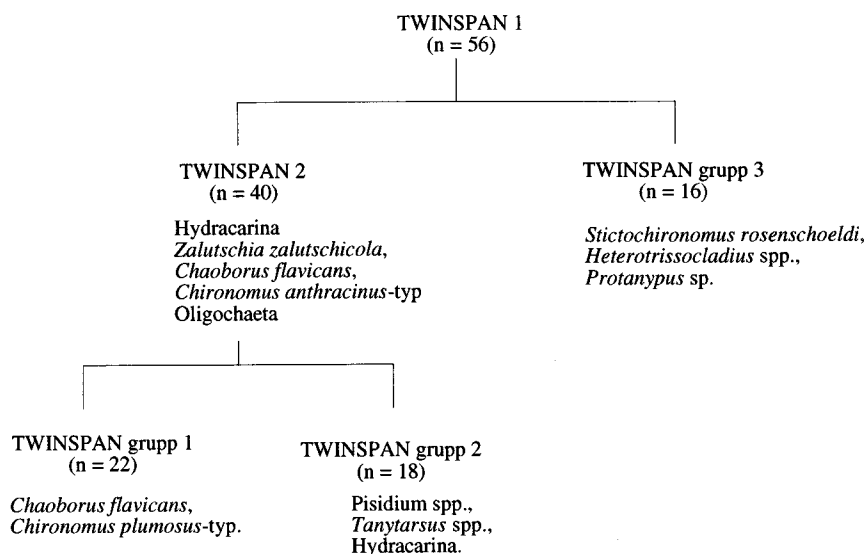 TWINSPAN 1
(n = 56)
TWINSPAN 2
(n = 40)
Hydracarina
Zalutschia zalutschicola,
Chaoborus flavicans,
Chironomus anthracinus-typ
Oligochaeta
TWINSPAN grupp 3
(n = 16)
Stictochironomus rosenschoeldi,
Heterotrissocladius spp.,
Protanypus sp.
TWINSPAN grupp 1
(n = 22)
Chaoborus flavicans,
Chironomus plumosus-typ.
TWINSPAN grupp 2
(n = 18)
Pisidium spp.,
Tanytarsus spp.,
Hydracarina.